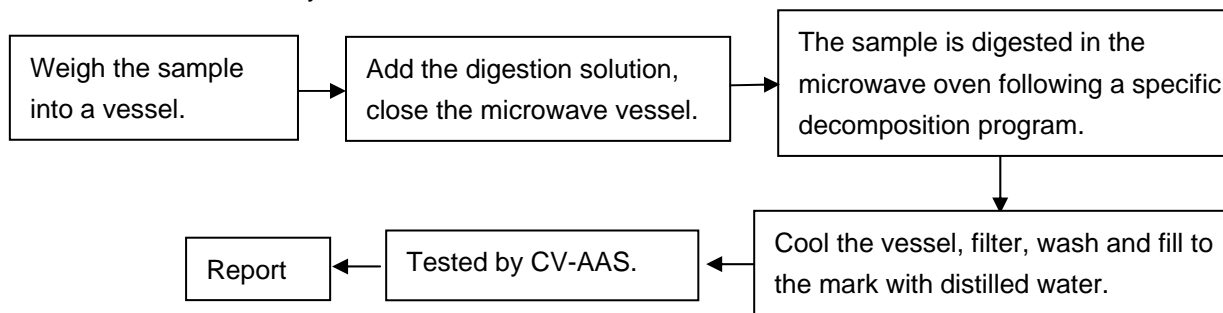 Weigh the sample
into a vessel.
Add the digestion solution,
close the microwave vessel.
The sample is digested in the
microwave oven following a specific
decomposition program.
Cool the vessel, filter, wash and fill to
the mark with distilled water.
Tested by CV-AAS.
Report